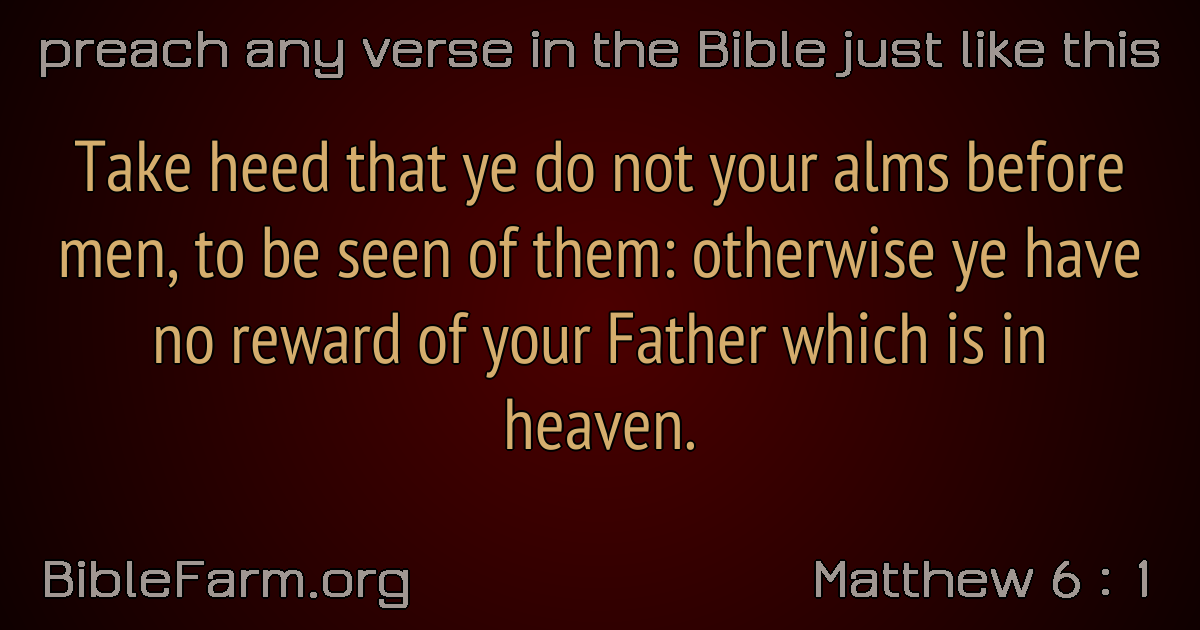 preach any verse in the Bible just like this
Take heed that ye do not your alms before
men, to be seen of them: otherwise ye have
no reward of your Father which is in
heaven.
BibleFarm.org
Matthew 6 : 1